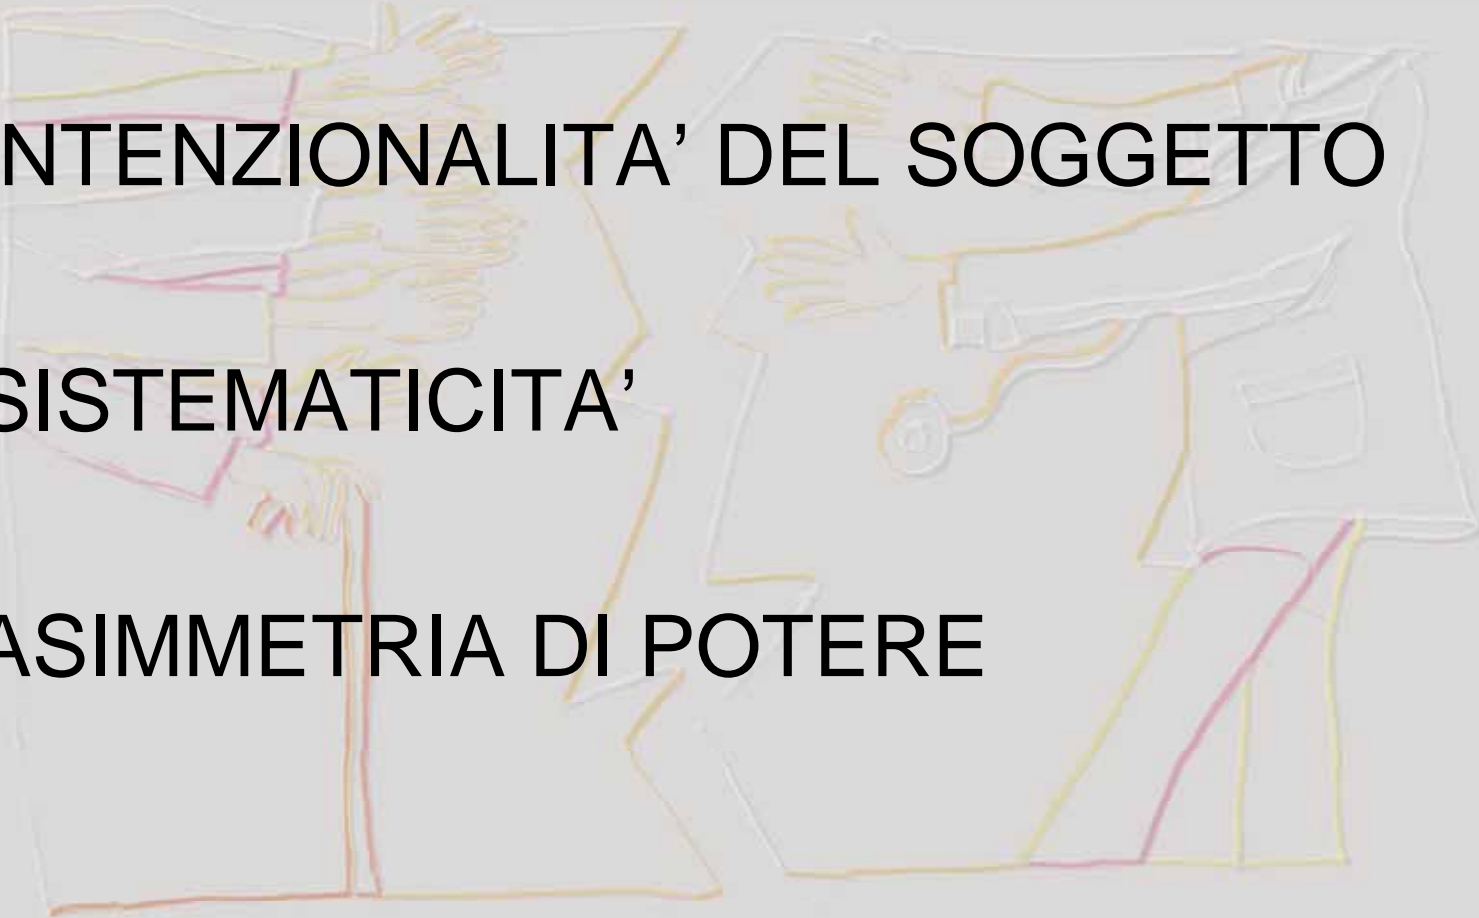 NTENZIONALITA’ DEL SOGGETTO
SISTEMATICITA’
ASIMMETRIA DI POTERE